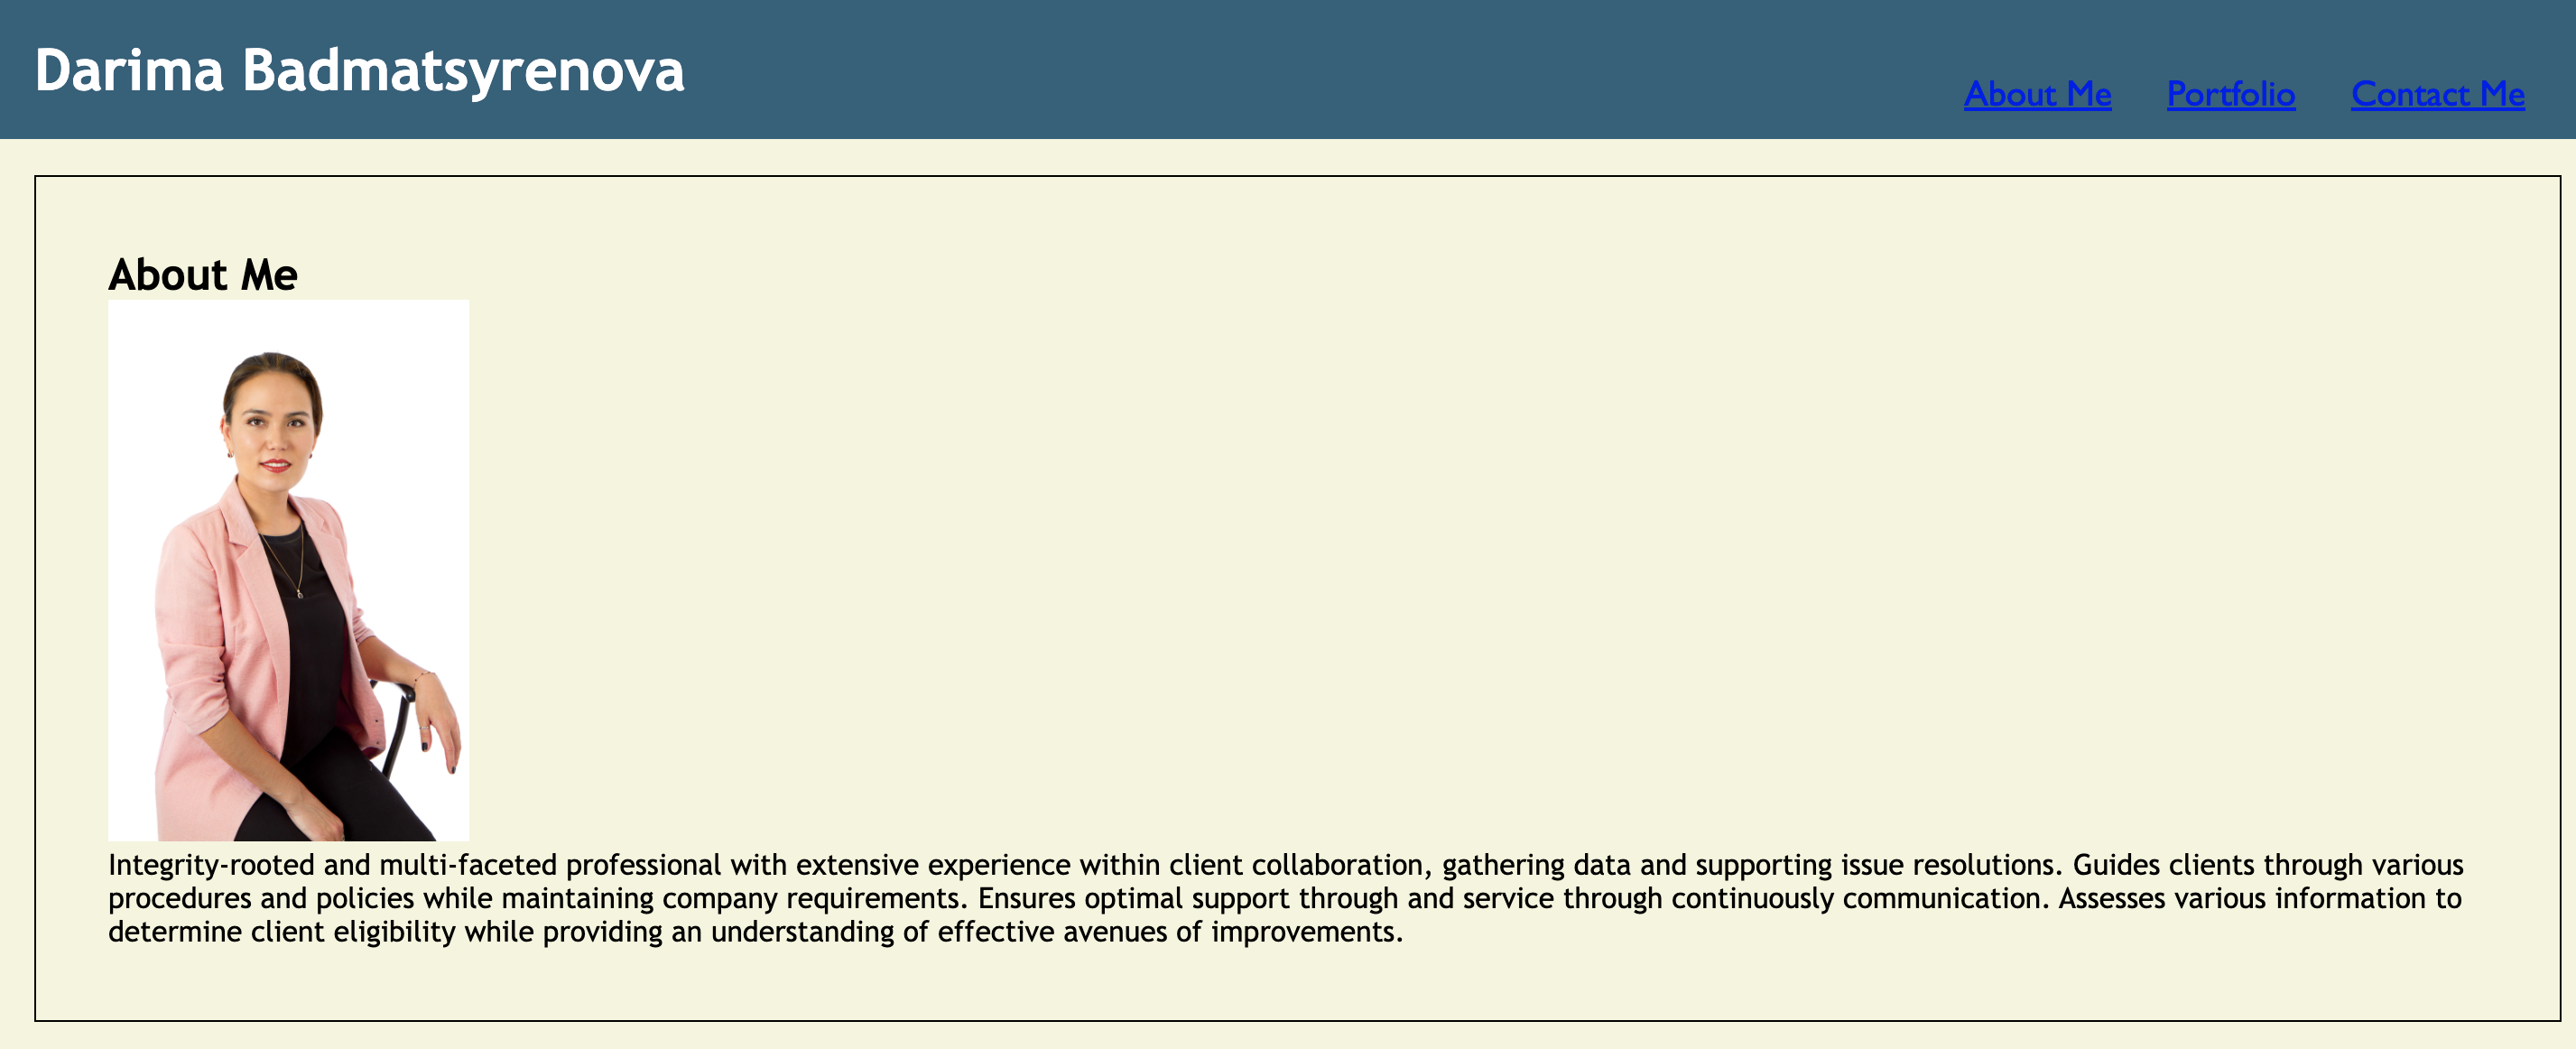 Darima Badmatsyrenova
About Me Portfolio Contact Me
About Me
Integrity-rooted and multi-faceted professional with extensive experience within client collaboration, gathering data and supporting issue resolutions. Guides clients through various
procedures and policies while maintaining company requirements. Ensures optimal support through and service through continuously communication. Assesses various information to
determine client eligibility while providing an understanding of effective avenues of improvements.